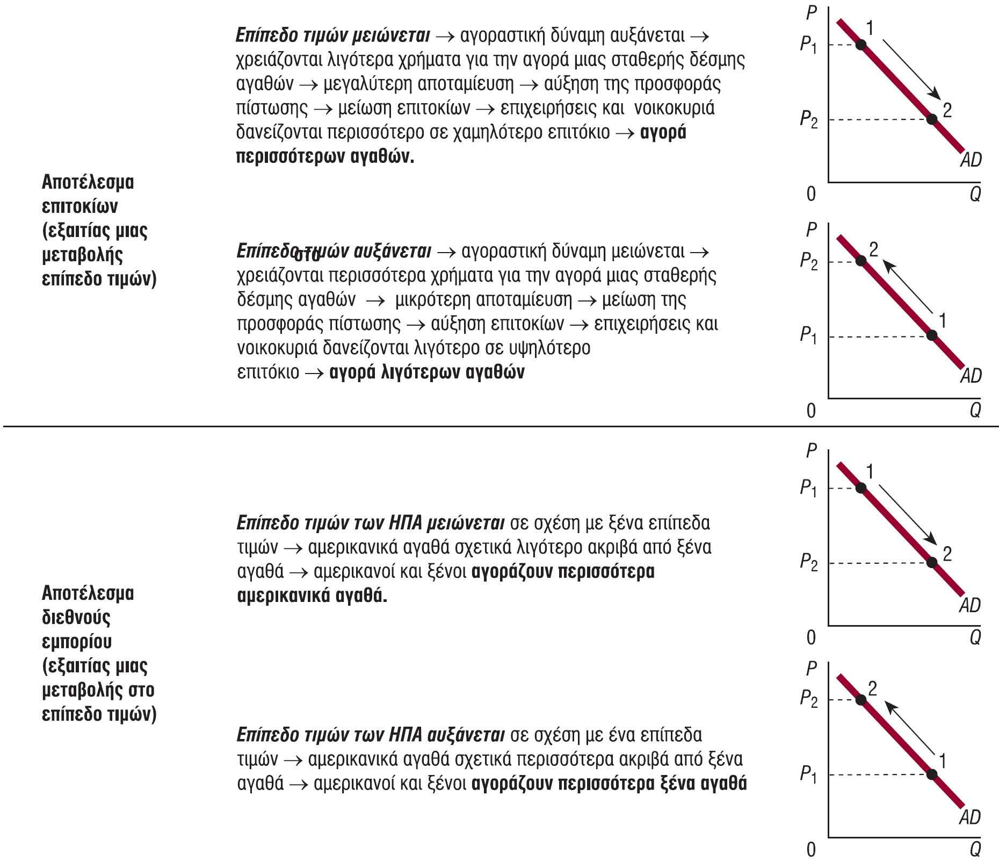 Επίπεδο τιμών μειώνεται → αγοραστική δύναμη αυξάνεται →
χρειάζονται λιγότερα χρήματα για την αγορά μιας σταθερής δέσμης
αγαθών → μεγαλύτερη αποταμίευση → αύξηση της προσφοράς
πίστωσης → μείωση επιτοκίων → επιχειρήσεις και νοικοκυριά
δανείζονται περισσότερο σε χαμηλότερο επιτόκιο → αγορά
περισσότερων αγαθών.
P
1
P1
2
P2
AD
0
Q
Αποτέλεσμα
επιτοκίων
(εξαιτίας μιας
μεταβολής
στο
επίπεδο τιμών)
Επίπεδο τιμών αυξάνεται → αγοραστική δύναμη μειώνεται →
χρειάζονται περισσότερα χρήματα για την αγορά μιας σταθερής
δέσμης αγαθών → μικρότερη αποταμίευση → μείωση της
προσφοράς πίστωσης → αύξηση επιτοκίων → επιχειρήσεις και
νοικοκυριά δανείζονται λιγότερο σε υψηλότερο
επιτόκιο → αγορά λιγότερων αγαθών
P
2
P2
1
P1
AD
0
Q
Επίπεδο τιμών των ΗΠΑ μειώνεται σε σχέση με ξένα επίπεδα
τιμών → αμερικανικά αγαθά σχετικά λιγότερο ακριβά από ξένα
αγαθά → αμερικανοί και ξένοι αγοράζουν περισσότερα
αμερικανικά αγαθά.
P
1
P1
2
P2
AD
0
Q
Αποτέλεσμα
διεθνούς
εμπορίου
(εξαιτίας μιας
μεταβολής στο
επίπεδο τιμών)
Επίπεδο τιμών των ΗΠΑ αυξάνεται σε σχέση με ένα επίπεδα
τιμών → αμερικανικά αγαθά σχετικά περισσότερα ακριβά από ξένα
αγαθά → αμερικανοί και ξένοι αγοράζουν περισσότερα ξένα αγαθά
P
2
P2
1
P1
AD
0
Q